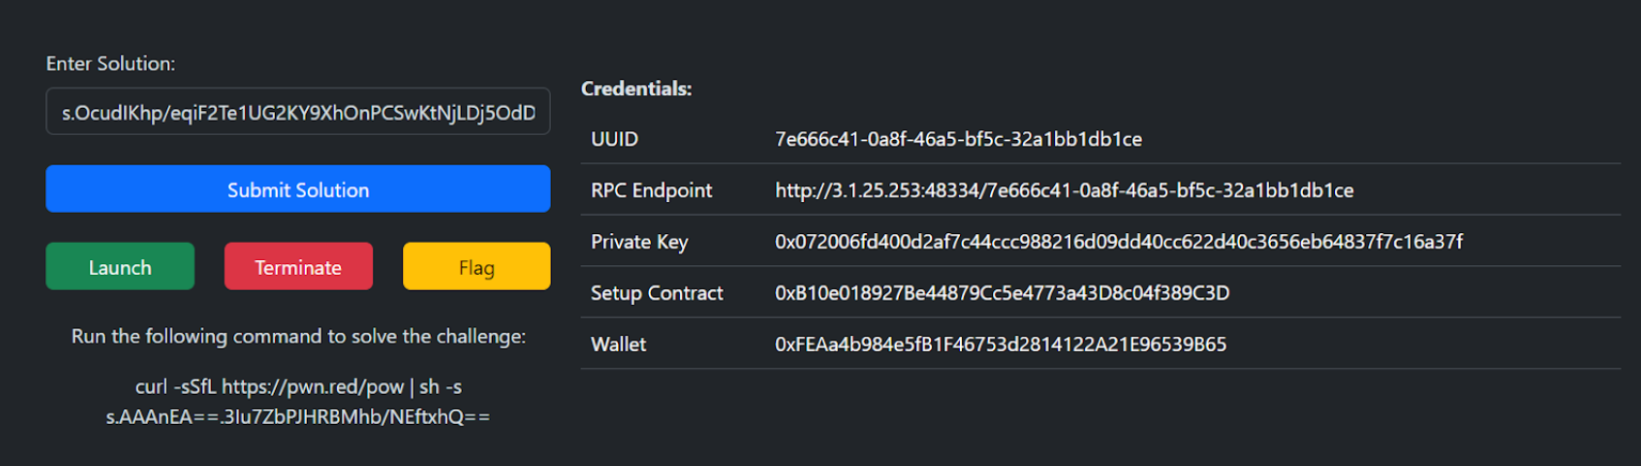 Enter Solution:
s.OcudIKhp/eqiF2Te1UG2KY9XhOnPCSwKtNjLDj5OdD
Submit Solution
Launch Terminate Flag
Run the following command to solve the challenge:
curl -sSfL https://pwn.red/pow | sh -s
s.AAAnEA==.3Iu7ZbPJHRBMhb/NEftxhQ==
Credentials:
UUID 7e666c41-0a8f-46a5-bf5c-32a1bb1db1ce
RPC Endpoint http://3.1.25.253:48334/7e666c41-0a8f-46a5-bf5c-32a1bb1db1ce
Private Key 0x072006fd400d2af7c44ccc988216d09dd40cc622d40c3656eb64837f7c16a37f
Setup Contract 0xB10e018927Be44879Cc5e4773a43D8c04f389C3D
Wallet 0xFEAa4b984e5fB1F46753d2814122A21E96539B65